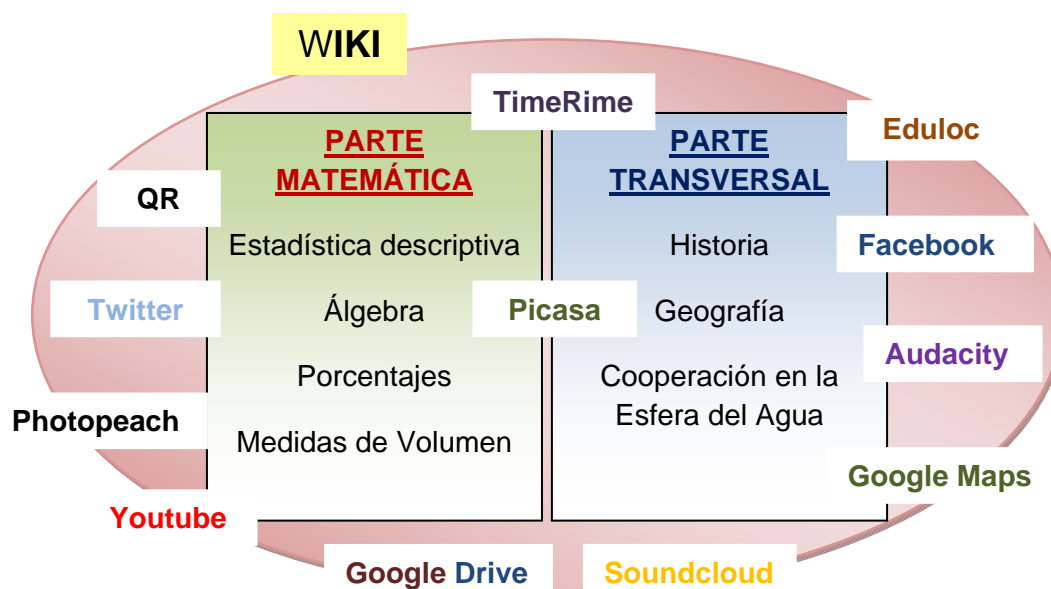 WIKI
TimeRime
Eduloc
PARTE
MATEMÁTICA
PARTE
TRANSVERSAL
QR
Estadística descriptiva
Historia
Facebook
Twitter
Álgebra
Picasa
Geografía
Audacity
Porcentajes
Cooperación en la
Esfera del Agua
Photopeach
Medidas de Volumen
Google Maps
Youtube
Google Drive
Soundcloud